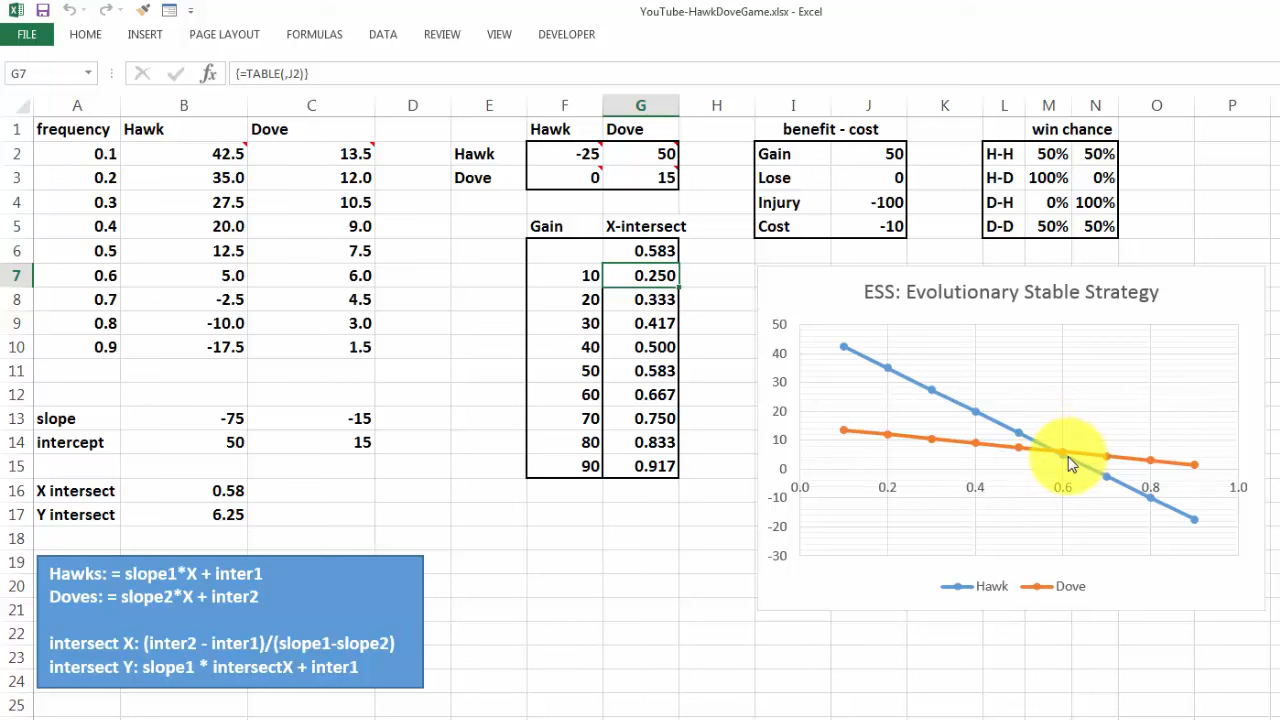 YouTube-HawkDoveGame.xlsx - Excel
FILE HOME INSERT PAGE LAYOUT FORMULAS DATA REVIEW VIEW DEVELOPER
G7 fx {=TABLE(,J2)}
A B C D E F G H I J K L M N O P
1 frequency Hawk Dove Hawk Dove benefit - cost win chance
2 0.1 42.5 13.5 Hawk -25 50 Gain 50 H-H 50% 50%
3 0.2 35.0 12.0 Dove 0 15 Lose 0 H-D 100% 0%
4 0.3 27.5 10.5 Injury -100 D-H 0% 100%
5 0.4 20.0 9.0 Gain X-intersect Cost -10 D-D 50% 50%
6 0.5 12.5 7.5 0.583
7 0.6 5.0 6.0 10 0.250
8 0.7 -2.5 4.5 20 0.333
9 0.8 -10.0 3.0 30 0.417
10 0.9 -17.5 1.5 40 0.500
11 50 0.583
12 60 0.667
13 slope -75 -15 70 0.750
14 intercept 50 15 80 0.833
15 90 0.917
16 X intersect 0.58
17 Y intersect 6.25
18
19
20
21
22
23
24
25
Hawks: = slope1*X + inter1
Doves: = slope2*X + inter2
intersect X: (inter2 - inter1)/(slope1-slope2)
intersect Y: slope1 * intersectX + inter1
ESS: Evolutionary Stable Strategy
50
40
30
20
10
0
-10
-20
-30
0.0 0.2 0.4 0.6 0.8 1.0
Hawk Dove